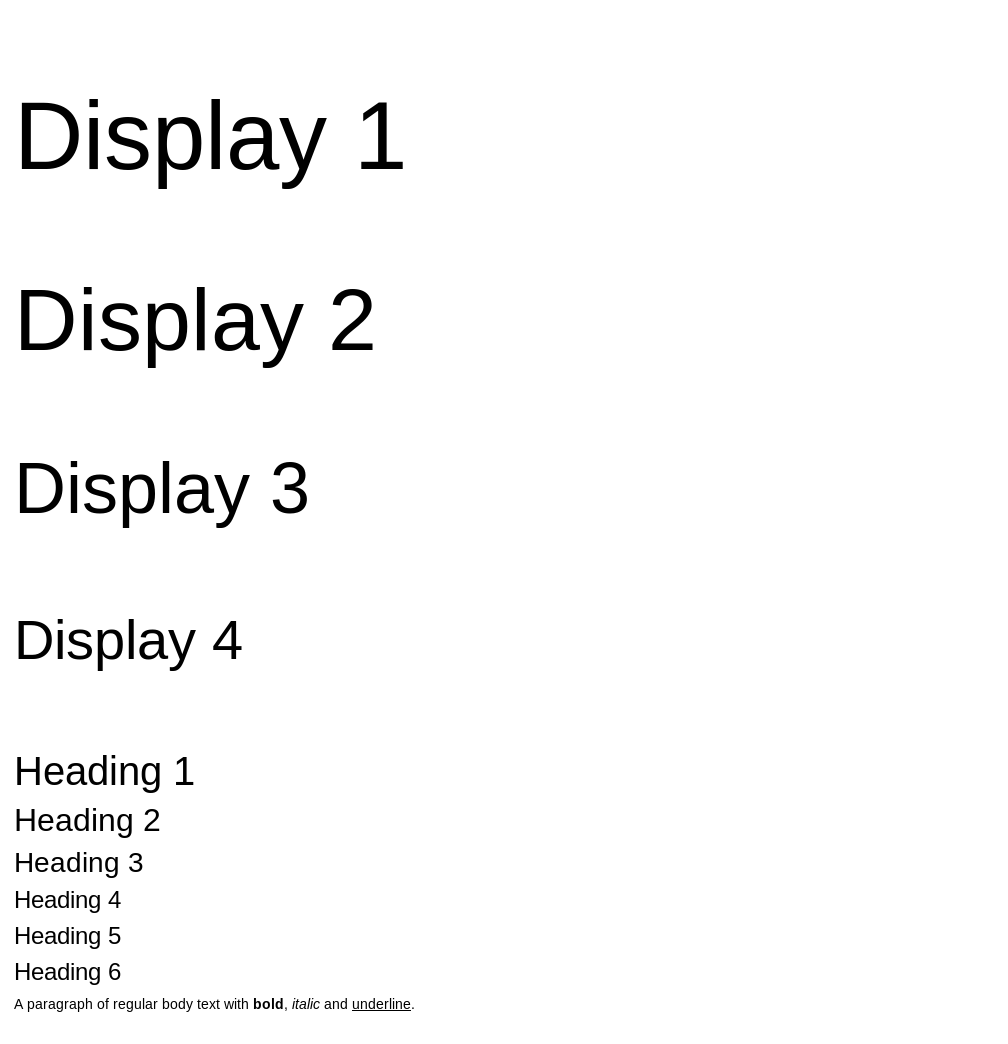 Display 1
Display 2
Display 3
Display 4
Heading 1
Heading 2
Heading 3
Heading 4
Heading 5
Heading 6
A paragraph of regular body text with bold, italic and underline.